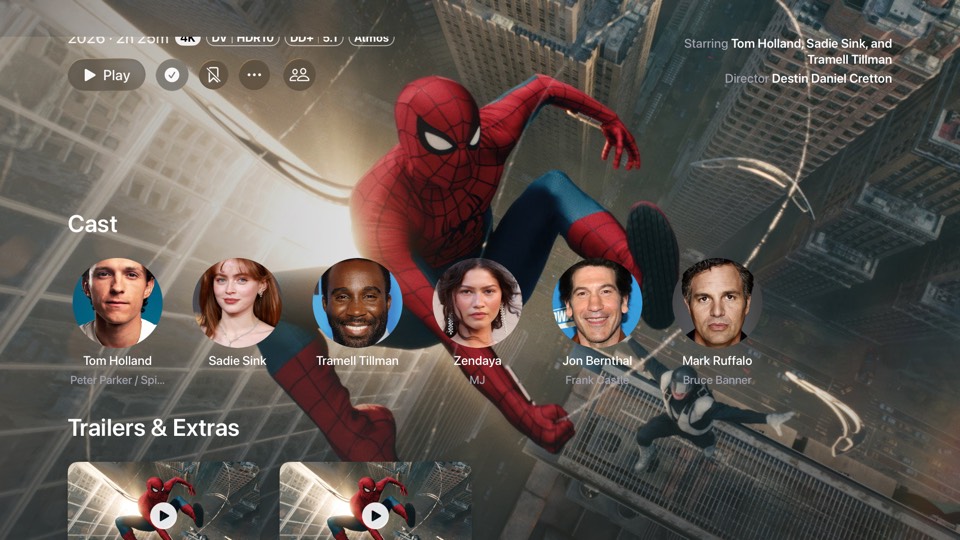 2026 · 2h 25m 4K DV HDR10 DD+ 5.1 Atmos
Starring Tom Holland, Sadie Sink, and
Tramell Tillman
Play
Director Destin Daniel Cretton
Cast
Tom Holland
Sadie Sink
Tramell Tillman
Zendaya
Jon Bernthal
Mark Ruffalo
Peter Parker / Spi...
MJ
Frank Castle
Bruce Banner
Trailers & Extras